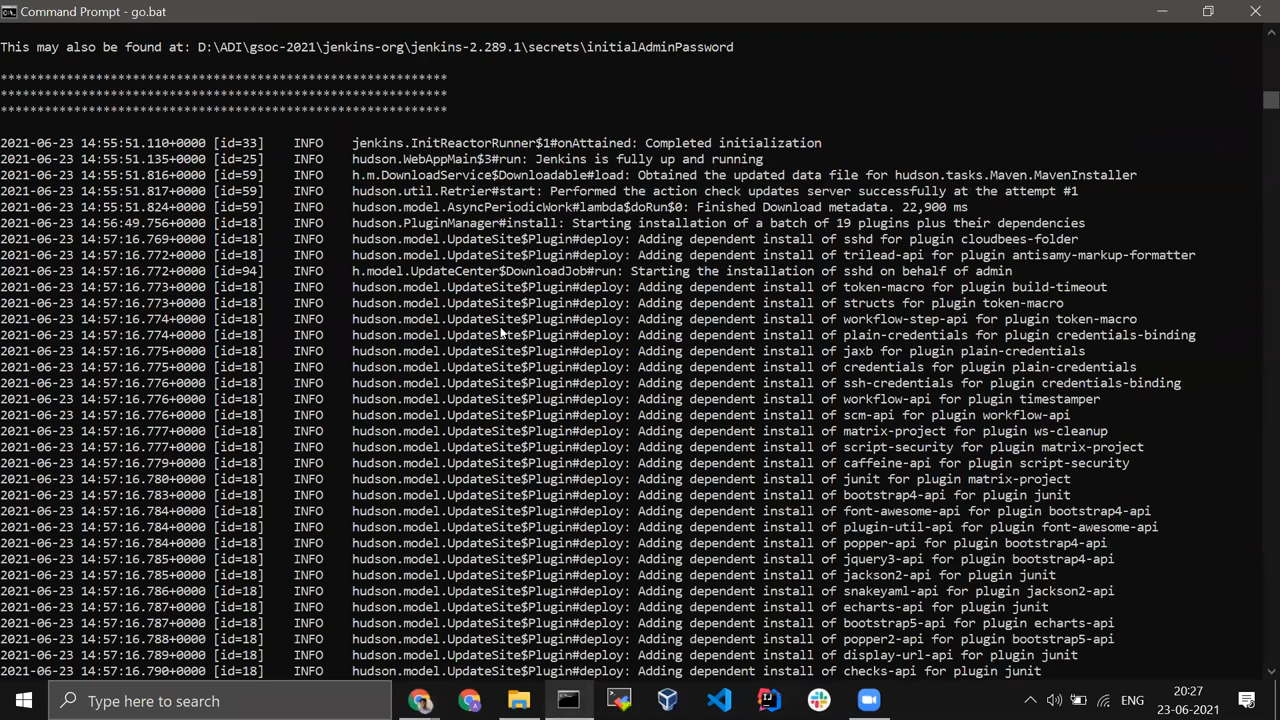 Command Prompt - go.bat
This may also be found at: D:\ADI\gsoc-2021\jenkins-org\jenkins-2.289.1\secrets\initialAdminPassword
*************************************************************
*************************************************************
*************************************************************
2021-06-23 14:55:51.110+0000 [id=33] INFO jenkins.InitReactorRunner$1#onAttained: Completed initialization
2021-06-23 14:55:51.135+0000 [id=25] INFO hudson.WebAppMain$3#run: Jenkins is fully up and running
2021-06-23 14:55:51.816+0000 [id=59] INFO h.m.DownloadService$Downloadable#load: Obtained the updated data file for hudson.tasks.Maven.MavenInstaller
2021-06-23 14:55:51.817+0000 [id=59] INFO hudson.util.Retrier#start: Performed the action check updates server successfully at the attempt #1
2021-06-23 14:55:51.824+0000 [id=59] INFO hudson.model.AsyncPeriodicWork#lambda$doRun$0: Finished Download metadata. 22,900 ms
2021-06-23 14:56:49.756+0000 [id=18] INFO hudson.PluginManager#install: Starting installation of a batch of 19 plugins plus their dependencies
2021-06-23 14:57:16.769+0000 [id=18] INFO hudson.model.UpdateSite$Plugin#deploy: Adding dependent install of sshd for plugin cloudbees-folder
2021-06-23 14:57:16.772+0000 [id=18] INFO hudson.model.UpdateSite$Plugin#deploy: Adding dependent install of trilead-api for plugin antisamy-markup-formatter
2021-06-23 14:57:16.772+0000 [id=94] INFO h.model.UpdateCenter$DownloadJob#run: Starting the installation of sshd on behalf of admin
2021-06-23 14:57:16.773+0000 [id=18] INFO hudson.model.UpdateSite$Plugin#deploy: Adding dependent install of token-macro for plugin build-timeout
2021-06-23 14:57:16.773+0000 [id=18] INFO hudson.model.UpdateSite$Plugin#deploy: Adding dependent install of structs for plugin token-macro
2021-06-23 14:57:16.774+0000 [id=18] INFO hudson.model.UpdateSite$Plugin#deploy: Adding dependent install of workflow-step-api for plugin token-macro
2021-06-23 14:57:16.774+0000 [id=18] INFO hudson.model.UpdateSite$Plugin#deploy: Adding dependent install of plain-credentials for plugin credentials-binding
2021-06-23 14:57:16.775+0000 [id=18] INFO hudson.model.UpdateSite$Plugin#deploy: Adding dependent install of jaxb for plugin plain-credentials
2021-06-23 14:57:16.776+0000 [id=18] INFO hudson.model.UpdateSite$Plugin#deploy: Adding dependent install of credentials for plugin plain-credentials
2021-06-23 14:57:16.776+0000 [id=18] INFO hudson.model.UpdateSite$Plugin#deploy: Adding dependent install of ssh-credentials for plugin credentials-binding
2021-06-23 14:57:16.776+0000 [id=18] INFO hudson.model.UpdateSite$Plugin#deploy: Adding dependent install of workflow-api for plugin timestamper
2021-06-23 14:57:16.776+0000 [id=18] INFO hudson.model.UpdateSite$Plugin#deploy: Adding dependent install of scm-api for plugin workflow-api
2021-06-23 14:57:16.777+0000 [id=18] INFO hudson.model.UpdateSite$Plugin#deploy: Adding dependent install of matrix-project for plugin ws-cleanup
2021-06-23 14:57:16.777+0000 [id=18] INFO hudson.model.UpdateSite$Plugin#deploy: Adding dependent install of script-security for plugin matrix-project
2021-06-23 14:57:16.779+0000 [id=18] INFO hudson.model.UpdateSite$Plugin#deploy: Adding dependent install of caffeine-api for plugin script-security
2021-06-23 14:57:16.780+0000 [id=18] INFO hudson.model.UpdateSite$Plugin#deploy: Adding dependent install of junit for plugin matrix-project
2021-06-23 14:57:16.783+0000 [id=18] INFO hudson.model.UpdateSite$Plugin#deploy: Adding dependent install of bootstrap4-api for plugin junit
2021-06-23 14:57:16.784+0000 [id=18] INFO hudson.model.UpdateSite$Plugin#deploy: Adding dependent install of font-awesome-api for plugin bootstrap4-api
2021-06-23 14:57:16.784+0000 [id=18] INFO hudson.model.UpdateSite$Plugin#deploy: Adding dependent install of plugin-util-api for plugin font-awesome-api
2021-06-23 14:57:16.784+0000 [id=18] INFO hudson.model.UpdateSite$Plugin#deploy: Adding dependent install of popper-api for plugin bootstrap4-api
2021-06-23 14:57:16.785+0000 [id=18] INFO hudson.model.UpdateSite$Plugin#deploy: Adding dependent install of jquery3-api for plugin bootstrap4-api
2021-06-23 14:57:16.785+0000 [id=18] INFO hudson.model.UpdateSite$Plugin#deploy: Adding dependent install of jackson2-api for plugin junit
2021-06-23 14:57:16.786+0000 [id=18] INFO hudson.model.UpdateSite$Plugin#deploy: Adding dependent install of snakeyaml-api for plugin jackson2-api
2021-06-23 14:57:16.787+0000 [id=18] INFO hudson.model.UpdateSite$Plugin#deploy: Adding dependent install of echarts-api for plugin junit
2021-06-23 14:57:16.787+0000 [id=18] INFO hudson.model.UpdateSite$Plugin#deploy: Adding dependent install of bootstrap5-api for plugin echarts-api
2021-06-23 14:57:16.788+0000 [id=18] INFO hudson.model.UpdateSite$Plugin#deploy: Adding dependent install of popper2-api for plugin bootstrap5-api
2021-06-23 14:57:16.789+0000 [id=18] INFO hudson.model.UpdateSite$Plugin#deploy: Adding dependent install of display-url-api for plugin junit
2021-06-23 14:57:16.790+0000 [id=18] INFO hudson.model.UpdateSite$Plugin#deploy: Adding dependent install of checks-api for plugin junit
Type here to search
ENG
20:27
23-06-2021